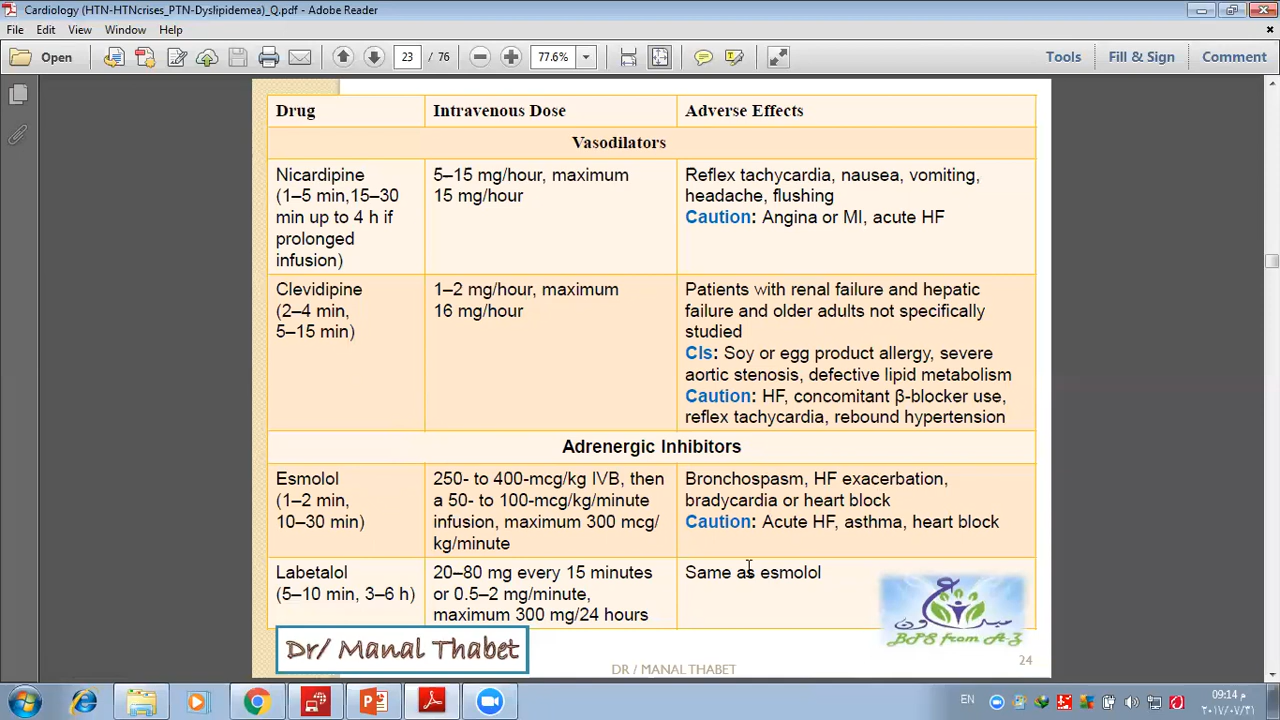 Cardiology (HTN-HTNcrises_PTN-Dyslipidemea)_Q.pdf - Adobe Reader
File Edit View Window Help
Open 23 / 76 77.6% Tools Fill & Sign Comment
Drug Intravenous Dose Adverse Effects
Vasodilators
Nicardipine 5–15 mg/hour, maximum Reflex tachycardia, nausea, vomiting,
(1–5 min,15–30 15 mg/hour headache, flushing
min up to 4 h if Caution: Angina or MI, acute HF
prolonged
infusion)
Clevidipine 1–2 mg/hour, maximum Patients with renal failure and hepatic
(2–4 min, 16 mg/hour failure and older adults not specifically
5–15 min) studied
CIs: Soy or egg product allergy, severe
aortic stenosis, defective lipid metabolism
Caution: HF, concomitant β-blocker use,
reflex tachycardia, rebound hypertension
Adrenergic Inhibitors
Esmolol 250- to 400-mcg/kg IVB, then Bronchospasm, HF exacerbation,
(1–2 min, a 50- to 100-mcg/kg/minute bradycardia or heart block
10–30 min) infusion, maximum 300 mcg/ Caution: Acute HF, asthma, heart block
kg/minute
Labetalol 20–80 mg every 15 minutes Same as esmolol
(5–10 min, 3–6 h) or 0.5–2 mg/minute,
maximum 300 mg/24 hours
BPS from A-Z
Dr/ Manal Thabet
DR / MANAL THABET 24
EN 09:14 م
٢٠١٧/٠٧/٣١